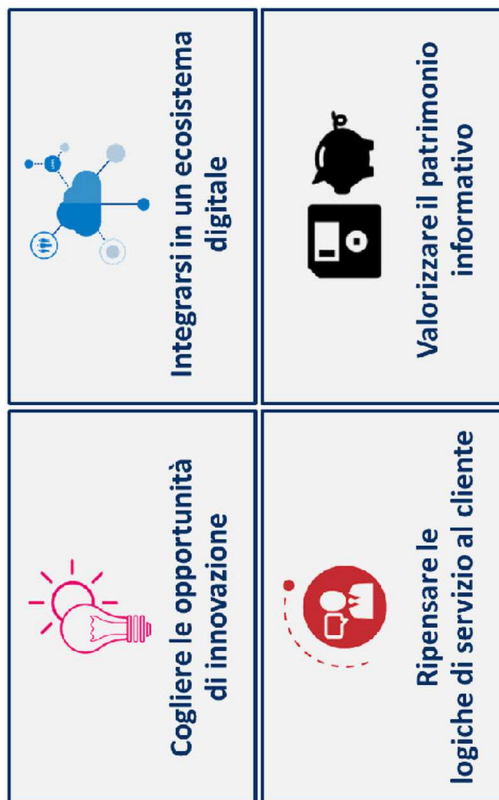 Cogliere le opportunità
di innovazione
Integrarsi in un ecosistema
digitale
Ripensare le
logiche di servizio al cliente
Valorizzare il patrimonio
informativo